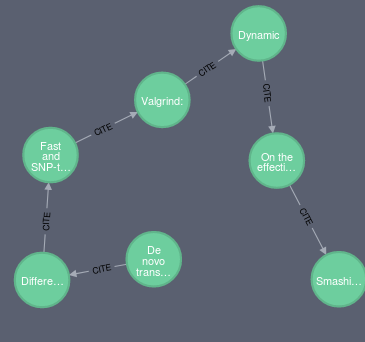 Dynamic
CITE
Valgrind:
CITE
CITE
Fast
and
SNP-t...
On the
effecti...
CITE
CITE
De
novo
trans...
CITE
Differe...
Smashi...